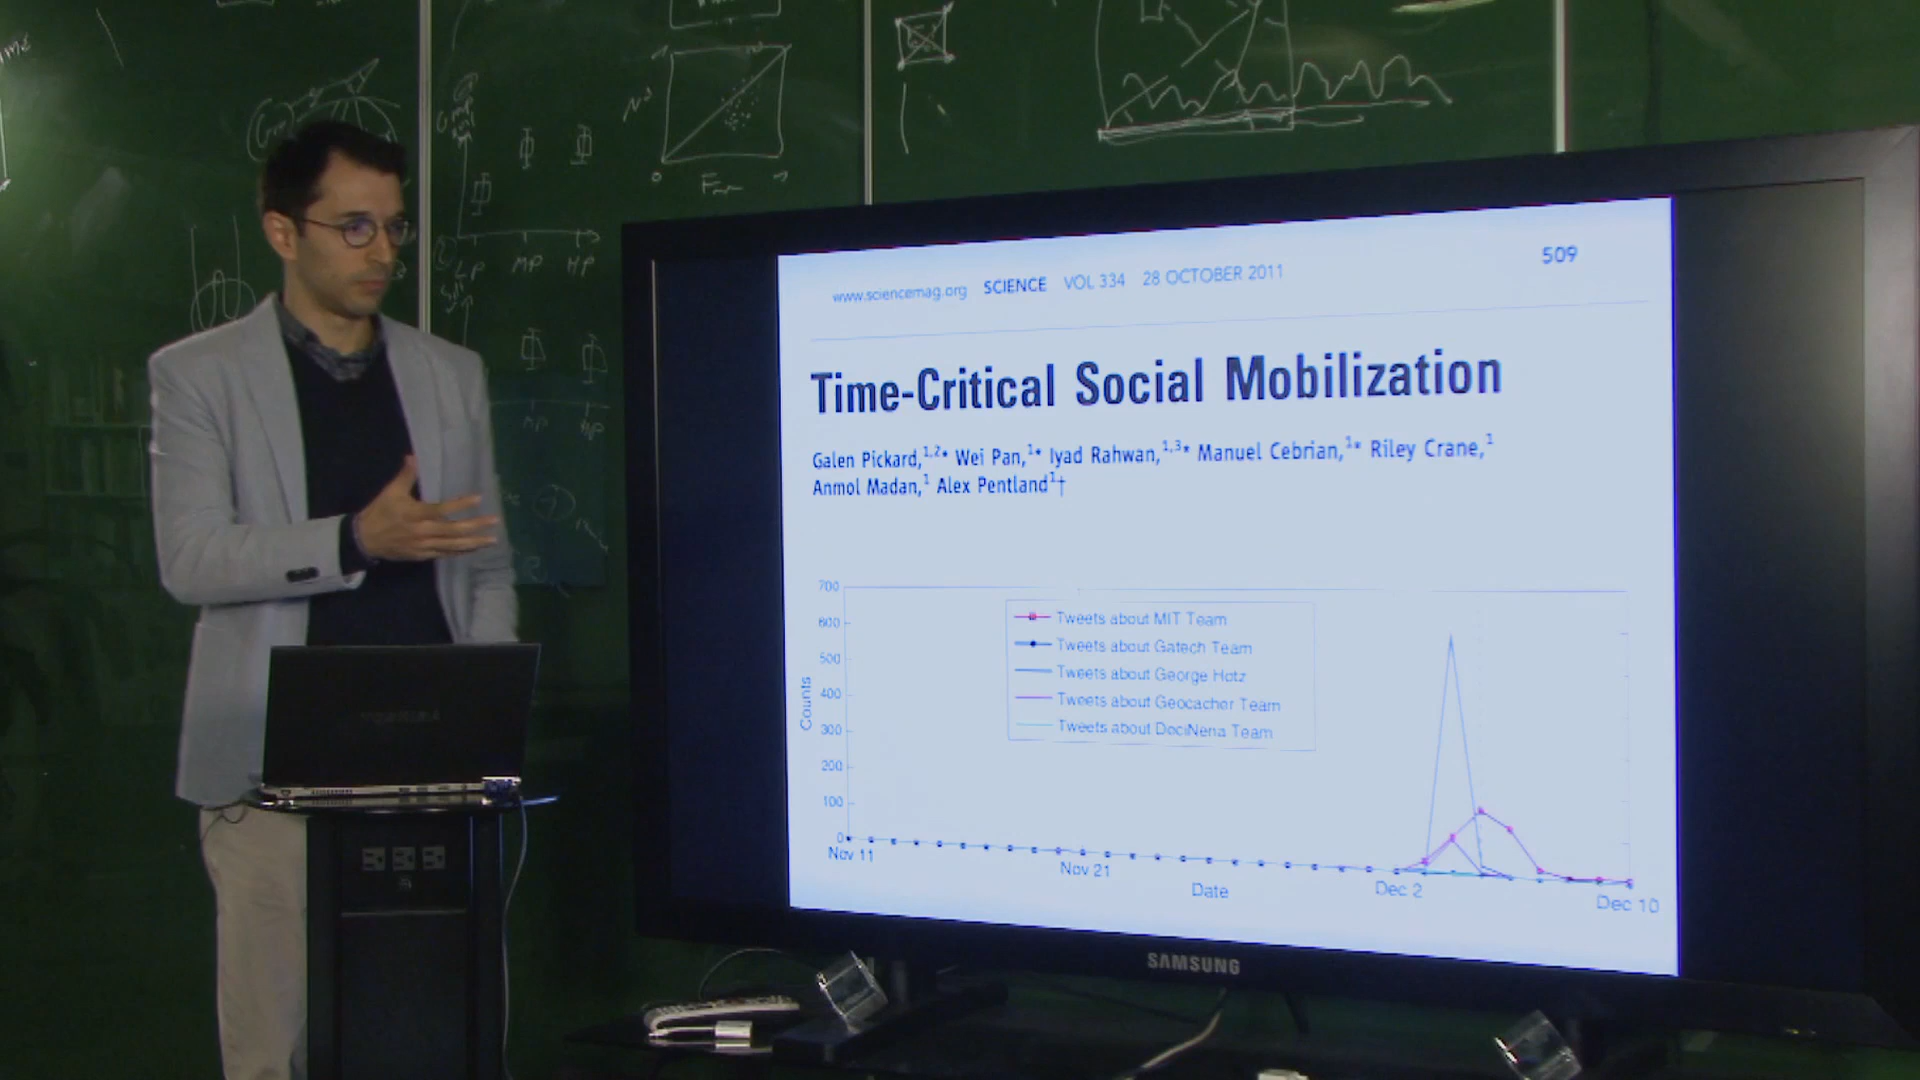 509
www.sciencemag.org SCIENCE VOL 334 28 OCTOBER 2011
Time-Critical Social Mobilization
Galen Pickard,1,2* Wei Pan,1* Iyad Rahwan,1,3* Manuel Cebrian,1* Riley Crane,1
Anmol Madan,1 Alex Pentland1†
700
600
500
400
300
200
100
0
Counts
Tweets about MIT Team
Tweets about Gatech Team
Tweets about George Hotz
Tweets about Geocacher Team
Tweets about DeciNena Team
Nov 11
Nov 21
Dec 2
Dec 10
Date
SAMSUNG
LP MP HP
MP HP